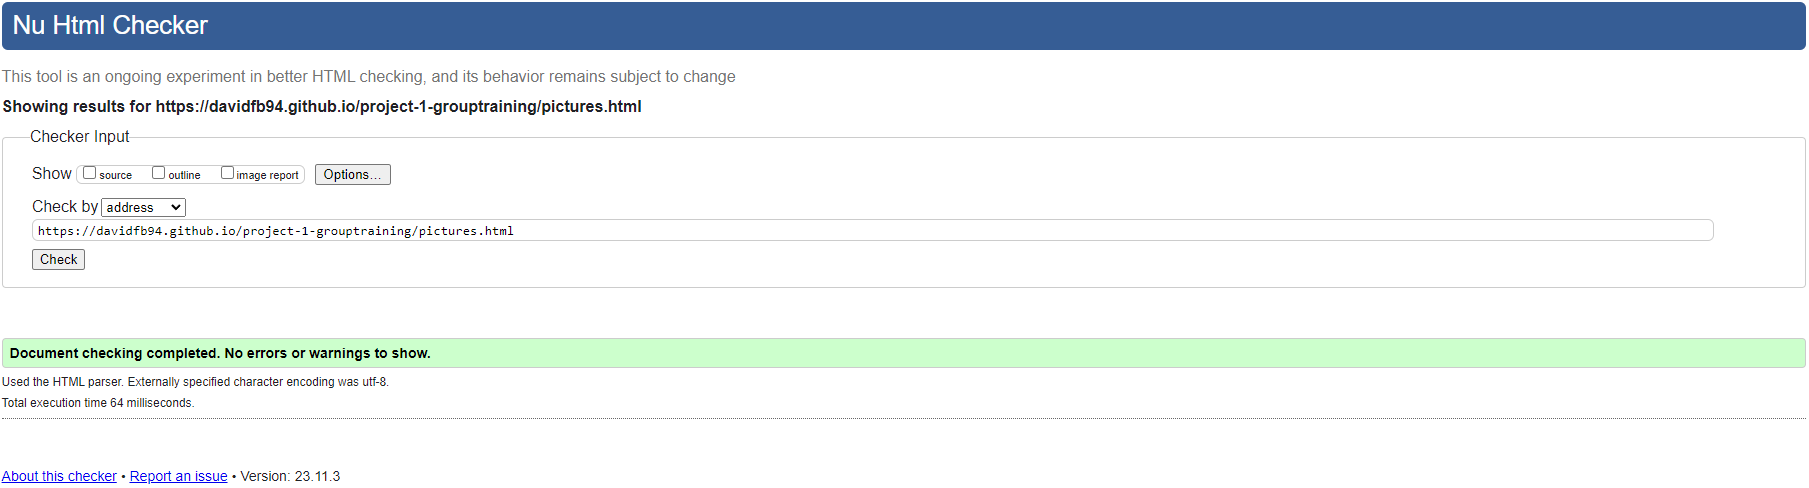 Nu Html Checker
This tool is an ongoing experiment in better HTML checking, and its behavior remains subject to change
Showing results for https://davidfb94.github.io/project-1-grouptraining/pictures.html
Checker Input
Show source outline image report Options...
Check by address
https://davidfb94.github.io/project-1-grouptraining/pictures.html
Check
Document checking completed. No errors or warnings to show.
Used the HTML parser. Externally specified character encoding was utf-8.
Total execution time 64 milliseconds.
About this checker • Report an issue • Version: 23.11.3